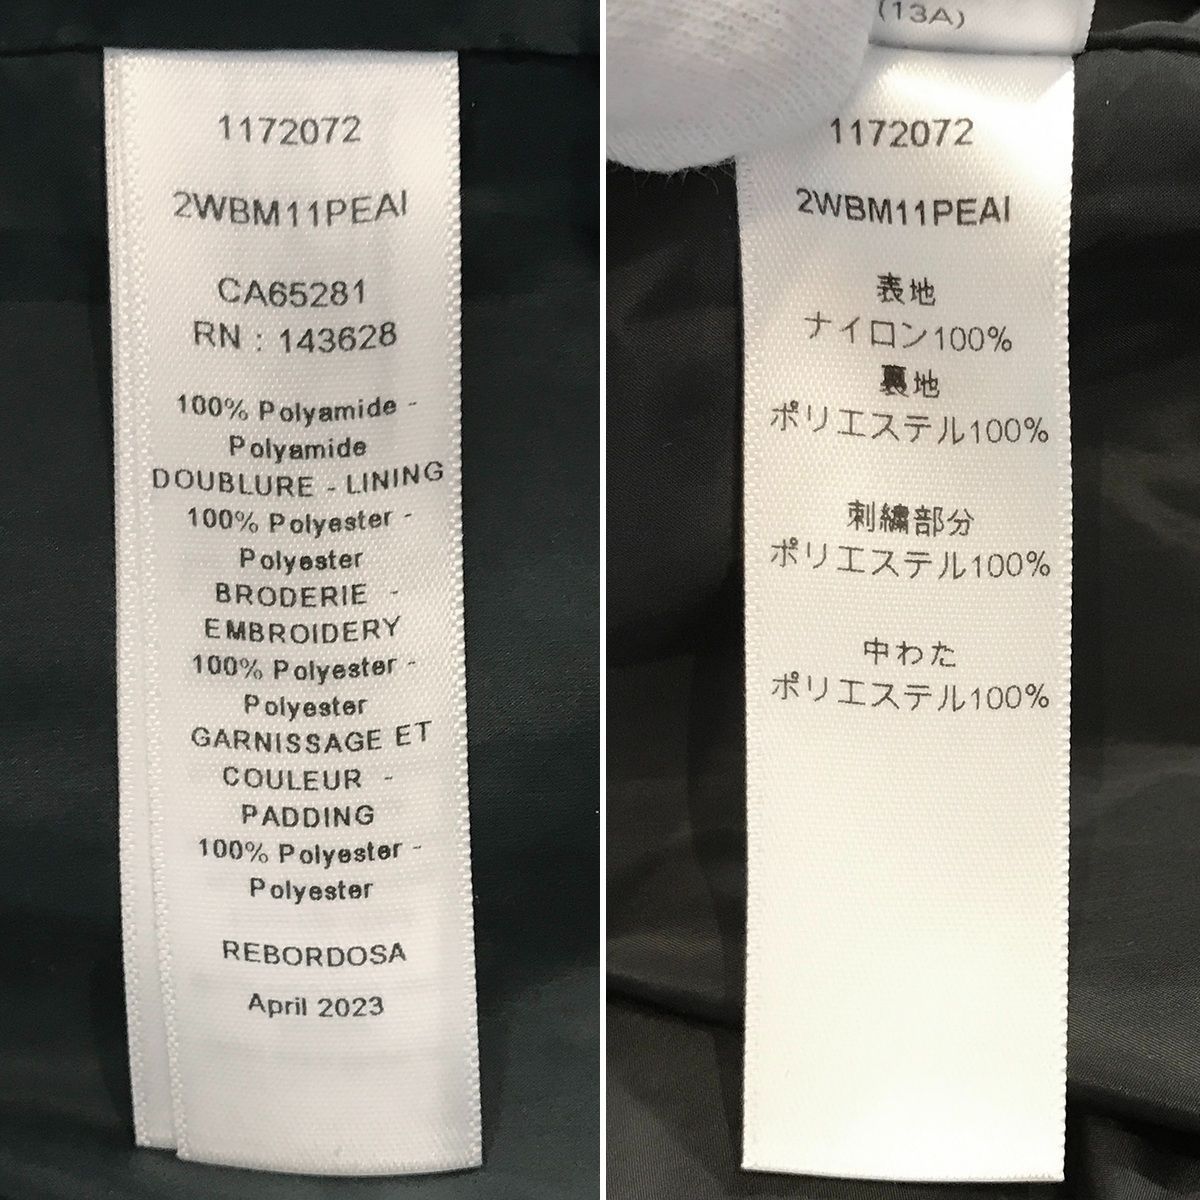 1172072
2WBM11PEAI
CA65281
RN : 143628
100% Polyamide -
Polyamide
DOUBLURE - LINING
100% Polyester -
Polyester
BRODERIE -
EMBROIDERY
100% Polyester -
Polyester
GARNISSAGE ET
COULEUR -
PADDING
100% Polyester -
Polyester
REBORDOSA
April 2023
(13A)
1172072
2WBM11PEAI
表地
ナイロン100%
裏地
ポリエステル100%
刺繍部分
ポリエステル100%
中わた
ポリエステル100%